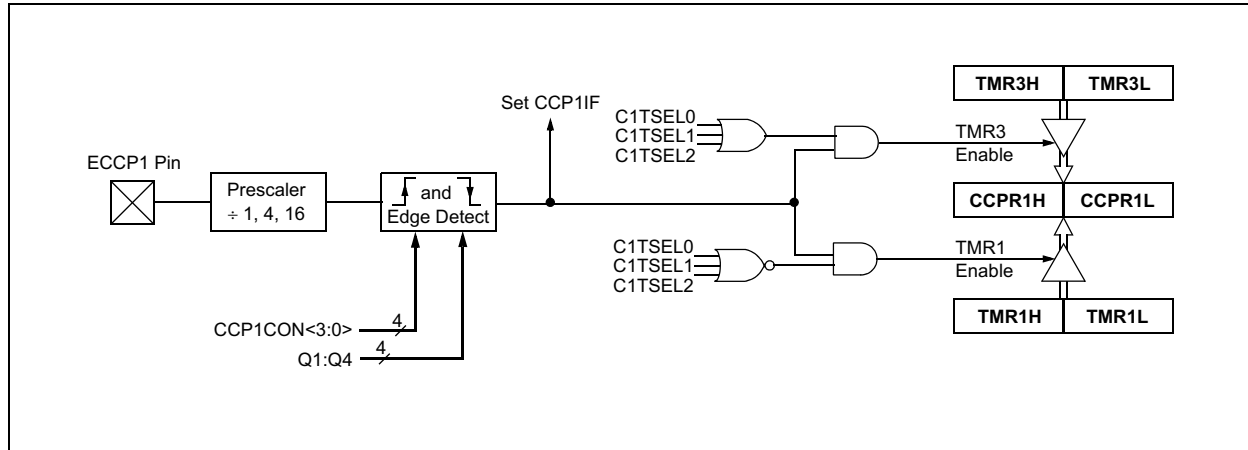 TMR3H TMR3L
Set CCP1IF
C1TSEL0
C1TSEL1
C1TSEL2
TMR3
Enable
ECCP1 Pin
Prescaler
÷ 1, 4, 16
and
Edge Detect
CCPR1H CCPR1L
C1TSEL0
C1TSEL1
C1TSEL2
TMR1
Enable
TMR1H TMR1L
CCP1CON<3:0> 4
Q1:Q4 4